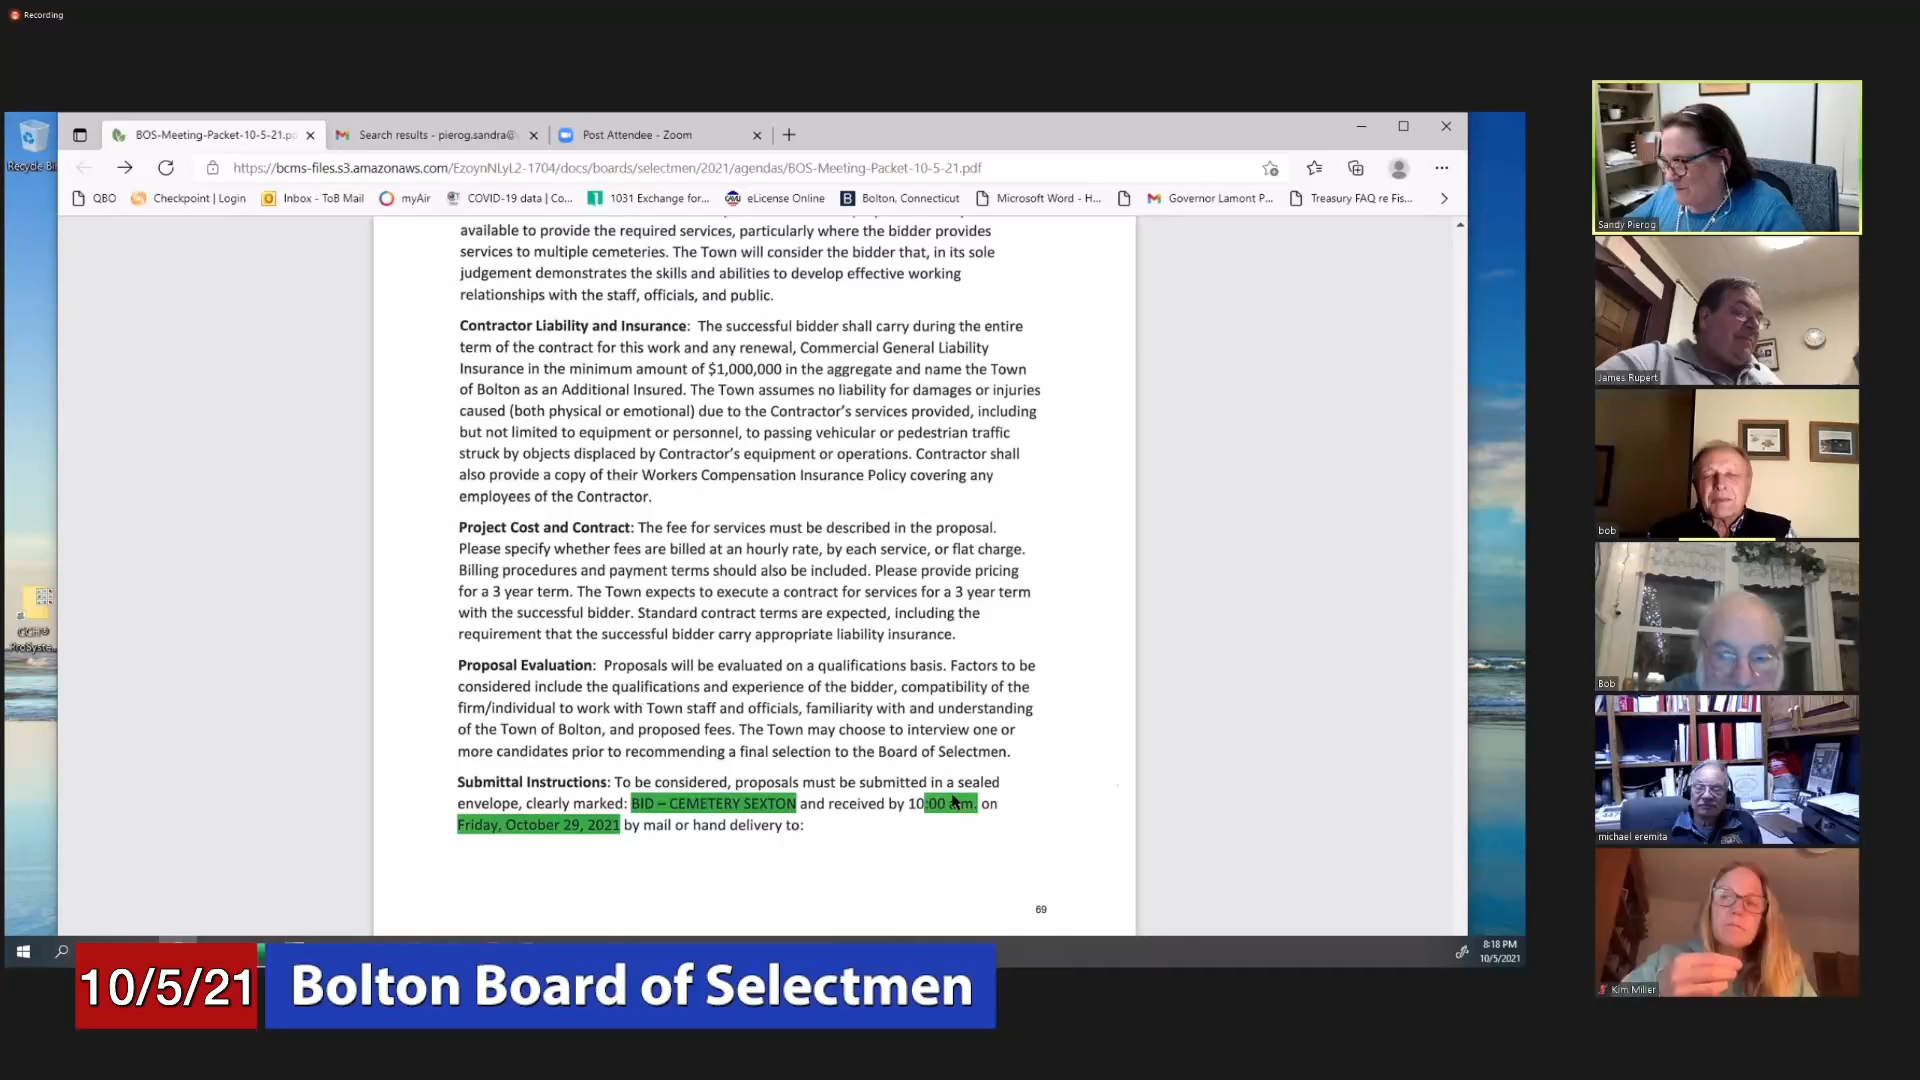 Recording
BOS-Meeting-Packet-10-5-21.p
Search results - pierog.sandra@
Post Attendee - Zoom
https://bcms-files.s3.amazonaws.com/EzoynNLyL2-1704/docs/boards/selectmen/2021/agendas/BOS-Meeting-Packet-10-5-21.pdf
QBO
Checkpoint | Login
Inbox - ToB Mail
myAir
COVID-19 data | Co...
1031 Exchange for...
eLicense Online
Bolton, Connecticut
Microsoft Word - H...
Governor Lamont P...
Treasury FAQ re Fis...
Recycle Bi
CCH®
ProSyste...
available to provide the required services, particularly where the bidder provides
services to multiple cemeteries. The Town will consider the bidder that, in its sole
judgement demonstrates the skills and abilities to develop effective working
relationships with the staff, officials, and public.
Contractor Liability and Insurance: The successful bidder shall carry during the entire
term of the contract for this work and any renewal, Commercial General Liability
Insurance in the minimum amount of $1,000,000 in the aggregate and name the Town
of Bolton as an Additional Insured. The Town assumes no liability for damages or injuries
caused (both physical or emotional) due to the Contractor's services provided, including
but not limited to equipment or personnel, to passing vehicular or pedestrian traffic
struck by objects displaced by Contractor's equipment or operations. Contractor shall
also provide a copy of their Workers Compensation Insurance Policy covering any
employees of the Contractor.
Project Cost and Contract: The fee for services must be described in the proposal.
Please specify whether fees are billed at an hourly rate, by each service, or flat charge.
Billing procedures and payment terms should also be included. Please provide pricing
for a 3 year term. The Town expects to execute a contract for services for a 3 year term
with the successful bidder. Standard contract terms are expected, including the
requirement that the successful bidder carry appropriate liability insurance.
Proposal Evaluation: Proposals will be evaluated on a qualifications basis. Factors to be
considered include the qualifications and experience of the bidder, compatibility of the
firm/individual to work with Town staff and officials, familiarity with and understanding
of the Town of Bolton, and proposed fees. The Town may choose to interview one or
more candidates prior to recommending a final selection to the Board of Selectmen.
Submittal Instructions: To be considered, proposals must be submitted in a sealed
envelope, clearly marked: BID – CEMETERY SEXTON and received by 10:00 a.m. on
Friday, October 29, 2021 by mail or hand delivery to:
69
8:18 PM
10/5/2021
Sandy Pierog
James Rupert
bob
Bob
michael eremita
Kim Miller
10/5/21
Bolton Board of Selectmen